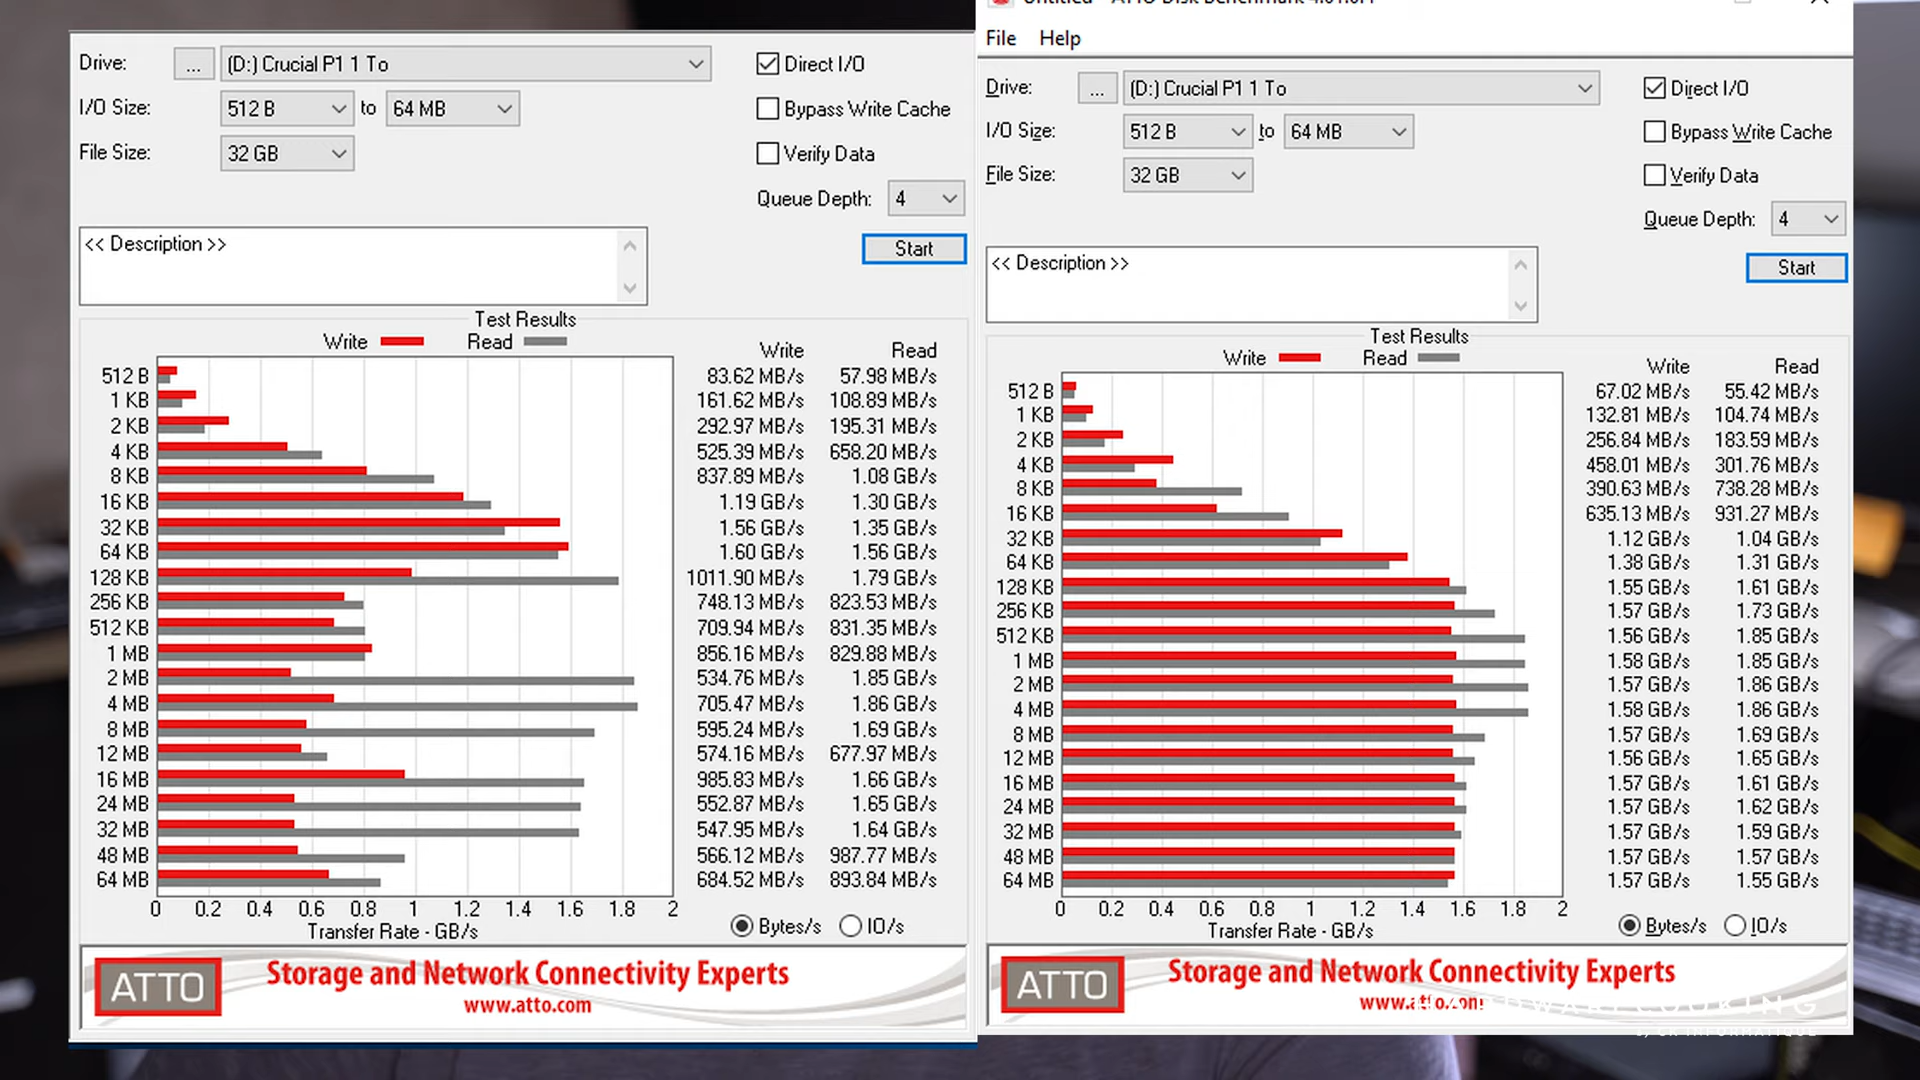 Drive: ... (D:) Crucial P1 1 To Direct I/O
I/O Size: 512 B to 64 MB Bypass Write Cache
File Size: 32 GB Verify Data
Queue Depth: 4
<< Description >> Start
Test Results
Write Read Write Read
512 B 83.62 MB/s 57.98 MB/s
1 KB 161.62 MB/s 108.89 MB/s
2 KB 292.97 MB/s 195.31 MB/s
4 KB 525.39 MB/s 658.20 MB/s
8 KB 837.89 MB/s 1.08 GB/s
16 KB 1.19 GB/s 1.30 GB/s
32 KB 1.56 GB/s 1.35 GB/s
64 KB 1.60 GB/s 1.56 GB/s
128 KB 1011.90 MB/s 1.79 GB/s
256 KB 748.13 MB/s 823.53 MB/s
512 KB 709.94 MB/s 831.35 MB/s
1 MB 856.16 MB/s 829.88 MB/s
2 MB 534.76 MB/s 1.85 GB/s
4 MB 705.47 MB/s 1.86 GB/s
8 MB 595.24 MB/s 1.69 GB/s
12 MB 574.16 MB/s 677.97 MB/s
16 MB 985.83 MB/s 1.66 GB/s
24 MB 552.87 MB/s 1.65 GB/s
32 MB 547.95 MB/s 1.64 GB/s
48 MB 566.12 MB/s 987.77 MB/s
64 MB 684.52 MB/s 893.84 MB/s
0 0.2 0.4 0.6 0.8 1 1.2 1.4 1.6 1.8 2
Transfer Rate - GB/s Bytes/s IO/s
ATTO Storage and Network Connectivity Experts
www.atto.com
Untitled - ATTO Disk Benchmark
File Help
Drive: ... (D:) Crucial P1 1 To Direct I/O
I/O Size: 512 B to 64 MB Bypass Write Cache
File Size: 32 GB Verify Data
Queue Depth: 4
<< Description >> Start
Test Results
Write Read Write Read
512 B 67.02 MB/s 55.42 MB/s
1 KB 132.81 MB/s 104.74 MB/s
2 KB 256.84 MB/s 183.59 MB/s
4 KB 458.01 MB/s 301.76 MB/s
8 KB 390.63 MB/s 738.28 MB/s
16 KB 635.13 MB/s 931.27 MB/s
32 KB 1.12 GB/s 1.04 GB/s
64 KB 1.38 GB/s 1.31 GB/s
128 KB 1.55 GB/s 1.61 GB/s
256 KB 1.57 GB/s 1.73 GB/s
512 KB 1.56 GB/s 1.85 GB/s
1 MB 1.58 GB/s 1.85 GB/s
2 MB 1.57 GB/s 1.86 GB/s
4 MB 1.58 GB/s 1.86 GB/s
8 MB 1.57 GB/s 1.69 GB/s
12 MB 1.56 GB/s 1.65 GB/s
16 MB 1.57 GB/s 1.61 GB/s
24 MB 1.57 GB/s 1.62 GB/s
32 MB 1.57 GB/s 1.59 GB/s
48 MB 1.57 GB/s 1.57 GB/s
64 MB 1.57 GB/s 1.55 GB/s
0 0.2 0.4 0.6 0.8 1 1.2 1.4 1.6 1.8 2
Transfer Rate - GB/s Bytes/s IO/s
ATTO Storage and Network Connectivity Experts
www.atto.com